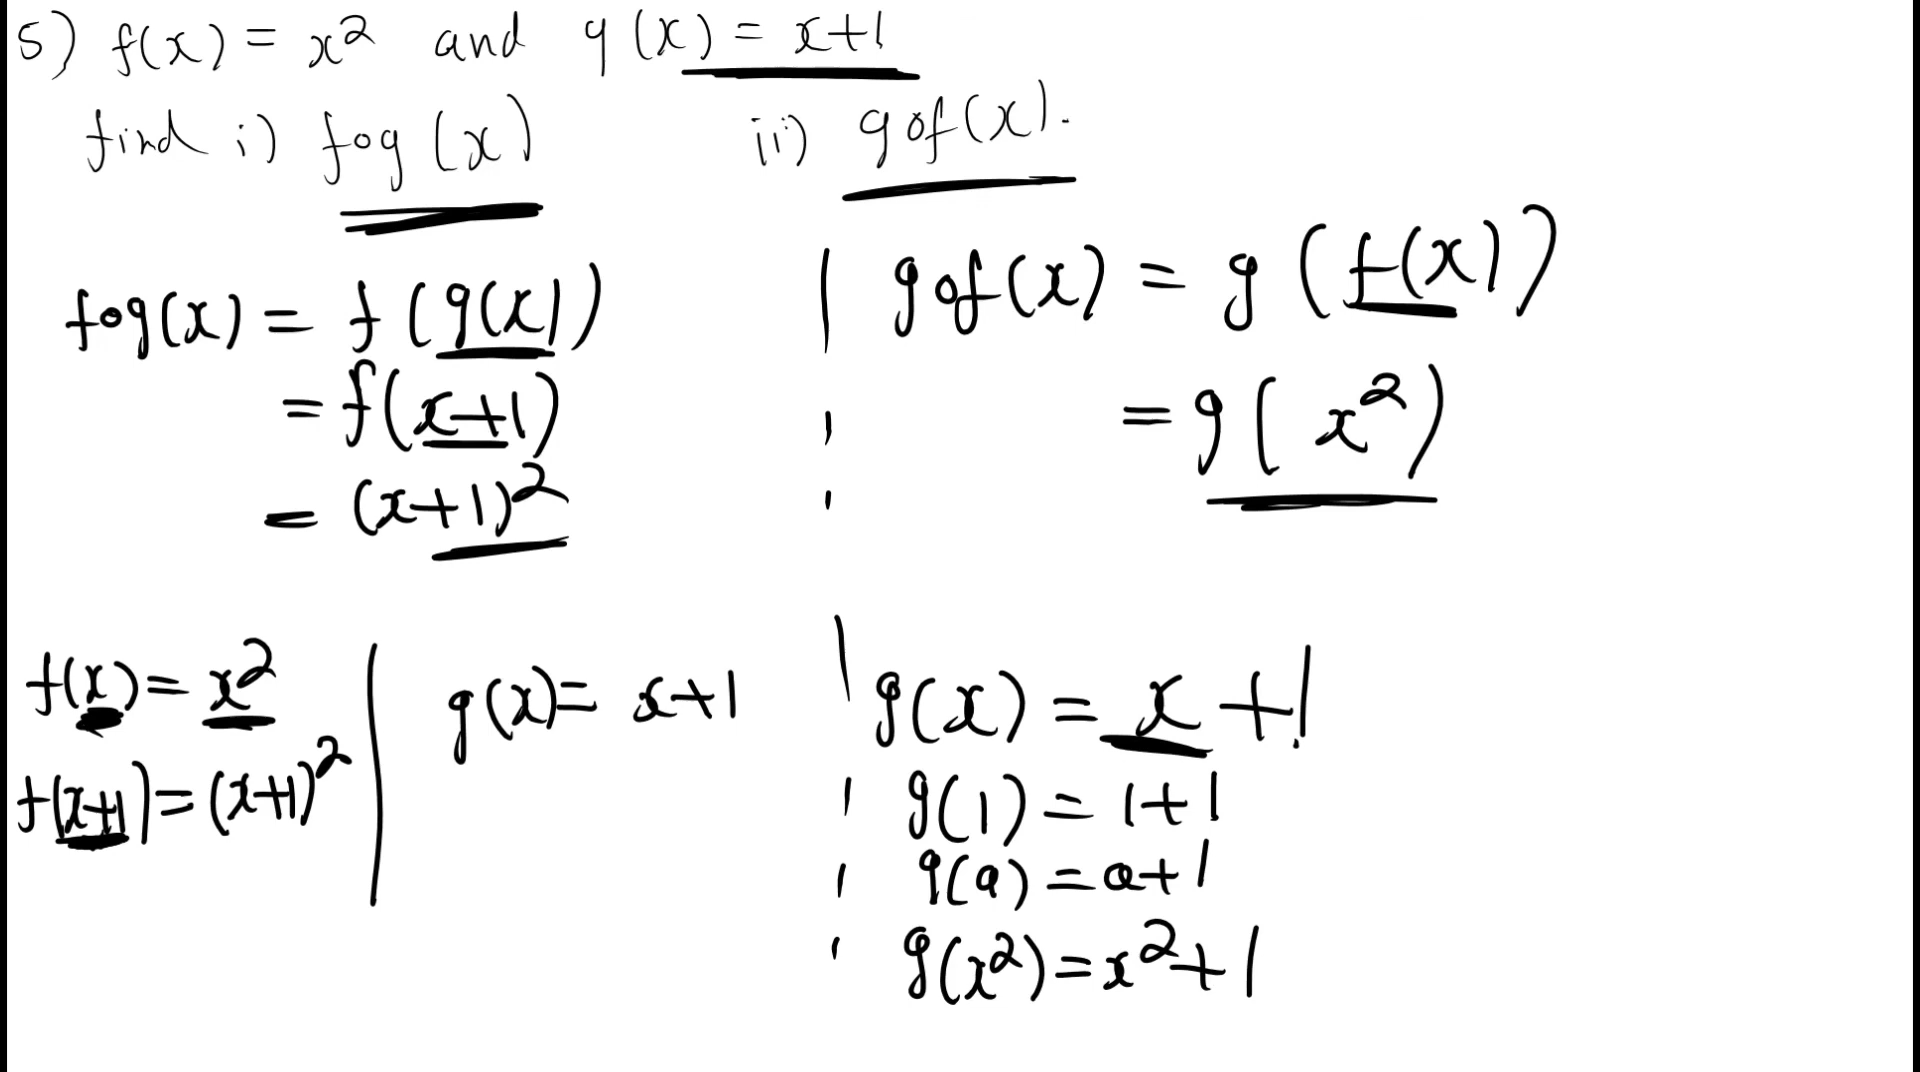 5) f(x) = x² and g(x) = x+1
find i) fog(x) ii) gof(x).
fog(x) = f(g(x))
= f(x+1)
= (x+1)²
gof(x) = g(f(x))
= g(x²)
f(x) = x²
f(x+1) = (x+1)²
g(x) = x+1
g(x) = x+1
g(1) = 1+1
g(a) = a+1
g(x²) = x²+1